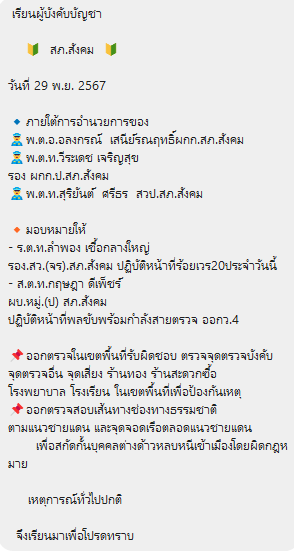 เรียนผู้บังคับบัญชา
🔰 สภ.สังคม 🔰
วันที่ 29 พ.ย. 2567
🔹ภายใต้การอำนวยการของ
👮พ.ต.อ.อลงกรณ์ เสนีย์รณฤทธิ์ผกก.สภ.สังคม
👮พ.ต.ท.วีระเดช เจริญสุข
รอง ผกก.ป.สภ.สังคม
👮พ.ต.ท.สุริยันต์ ศรีธร สวป.สภ.สังคม
🔸มอบหมายให้
- ร.ต.ท.ลำพอง เชื้อกลางใหญ่
รอง.สว.(จร).สภ.สังคม ปฏิบัติหน้าที่ร้อยเวร20ประจำวันนี้
- ส.ต.ท.กฤษฎา ดีเพ็ชร์
ผบ.หมู่.(ป) สภ.สังคม
ปฏิบัติหน้าที่พลขับพร้อมกำลังสายตรวจ ออกว.4
📌ออกตรวจในเขตพื้นที่รับผิดชอบ ตรวจจุดตรวจบังคับ
จุดตรวจอื่น จุดเสี่ยง ร้านทอง ร้านสะดวกซื้อ
โรงพยาบาล โรงเรียน ในเขตพื้นที่เพื่อป้องกันเหตุ
📌ออกตรวจสอบเส้นทางช่องทางธรรมชาติ
ตามแนวชายแดน และจุดจอดเรือตลอดแนวชายแดน
เพื่อสกัดกั้นบุคคลต่างด้าวหลบหนีเข้าเมืองโดยผิดกฎห
มาย
เหตุการณ์ทั่วไปปกติ
จึงเรียนมาเพื่อโปรดทราบ